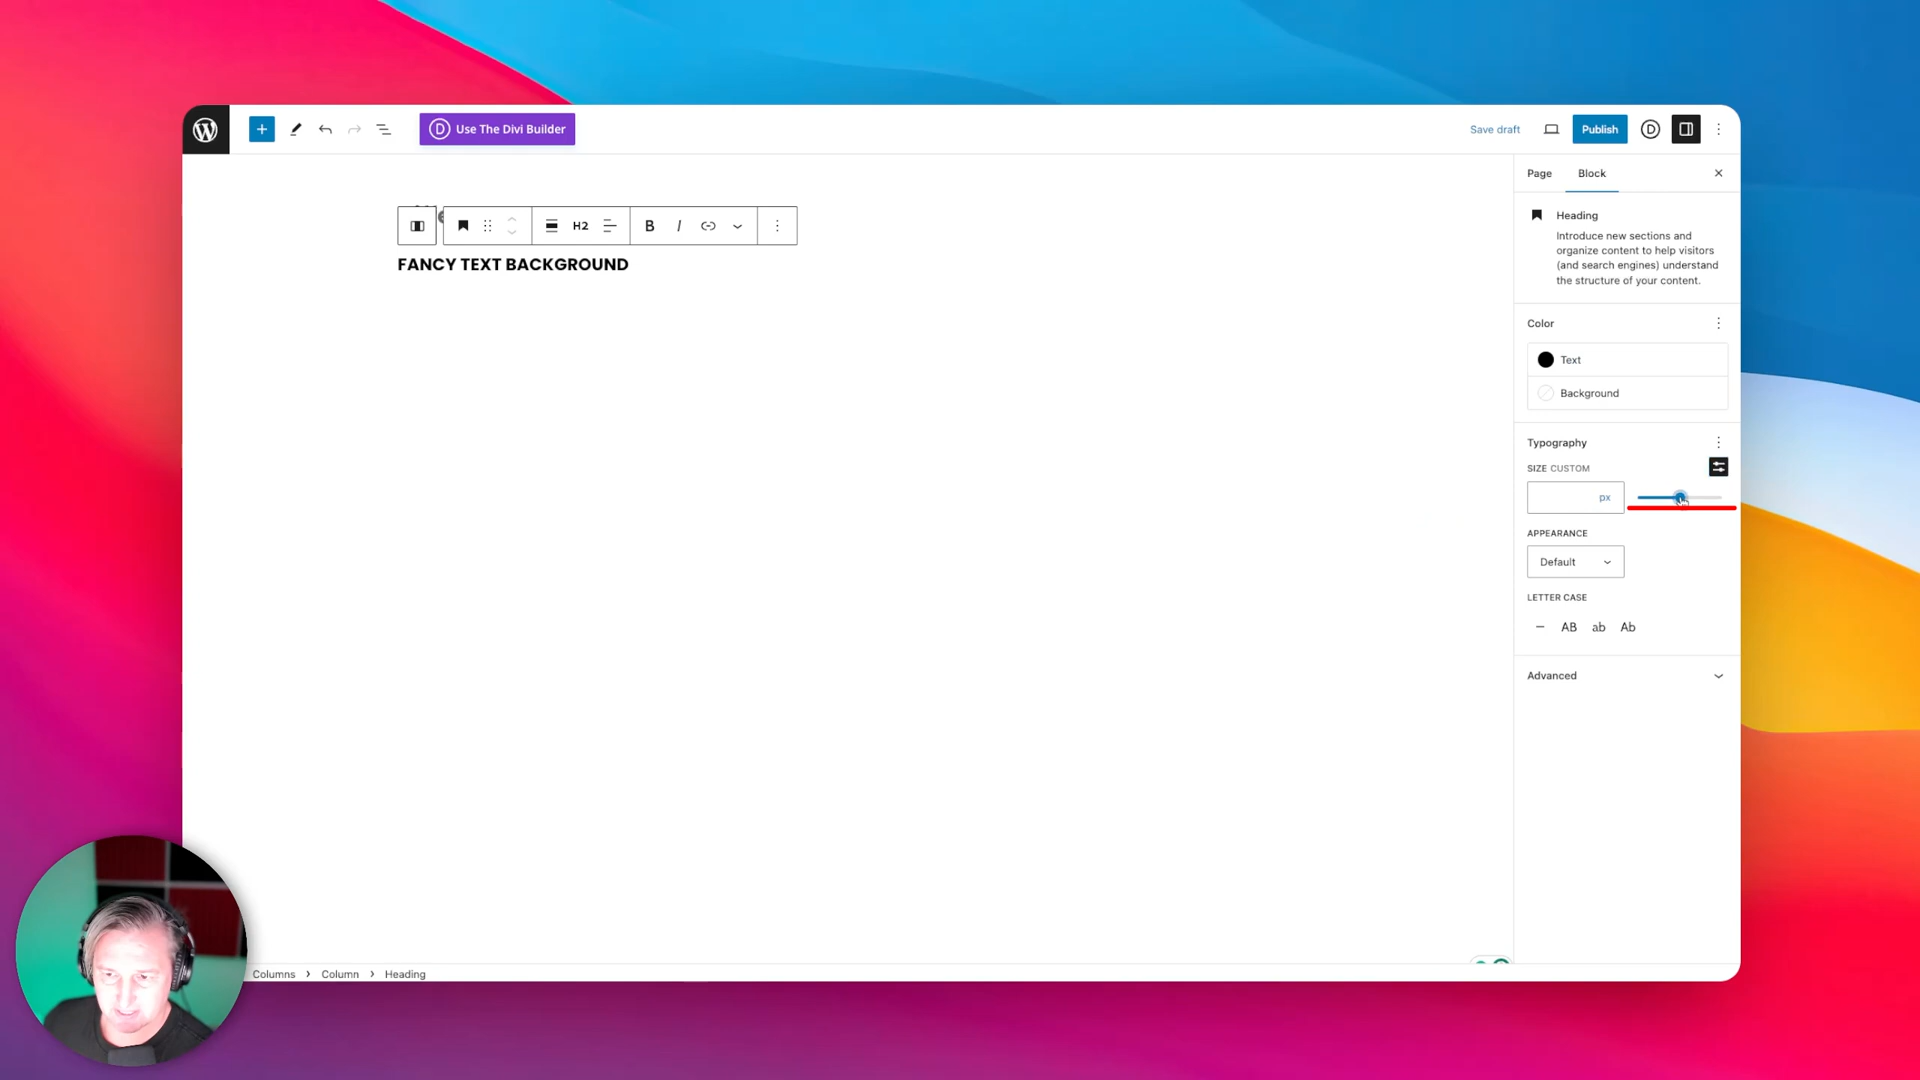 D Use The Divi Builder
Save draft
Publish
D
Page
Block
H2
B
I
FANCY TEXT BACKGROUND
Heading
Introduce new sections and
organize content to help visitors
(and search engines) understand
the structure of your content.
Color
Text
Background
Typography
SIZE CUSTOM
px
APPEARANCE
Default
LETTER CASE
— AB ab Ab
Advanced
Columns > Column > Heading